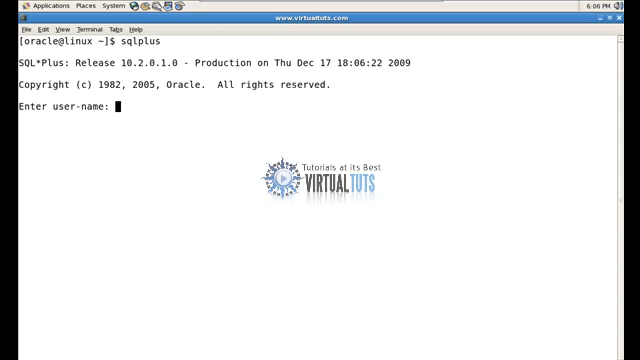 Applications Places System 6:06 PM
www.virtualtuts.com
File Edit View Terminal Tabs Help
[oracle@linux ~]$ sqlplus
SQL*Plus: Release 10.2.0.1.0 - Production on Thu Dec 17 18:06:22 2009
Copyright (c) 1982, 2005, Oracle.  All rights reserved.
Enter user-name:
Tutorials at its Best
VIRTUALTUTS